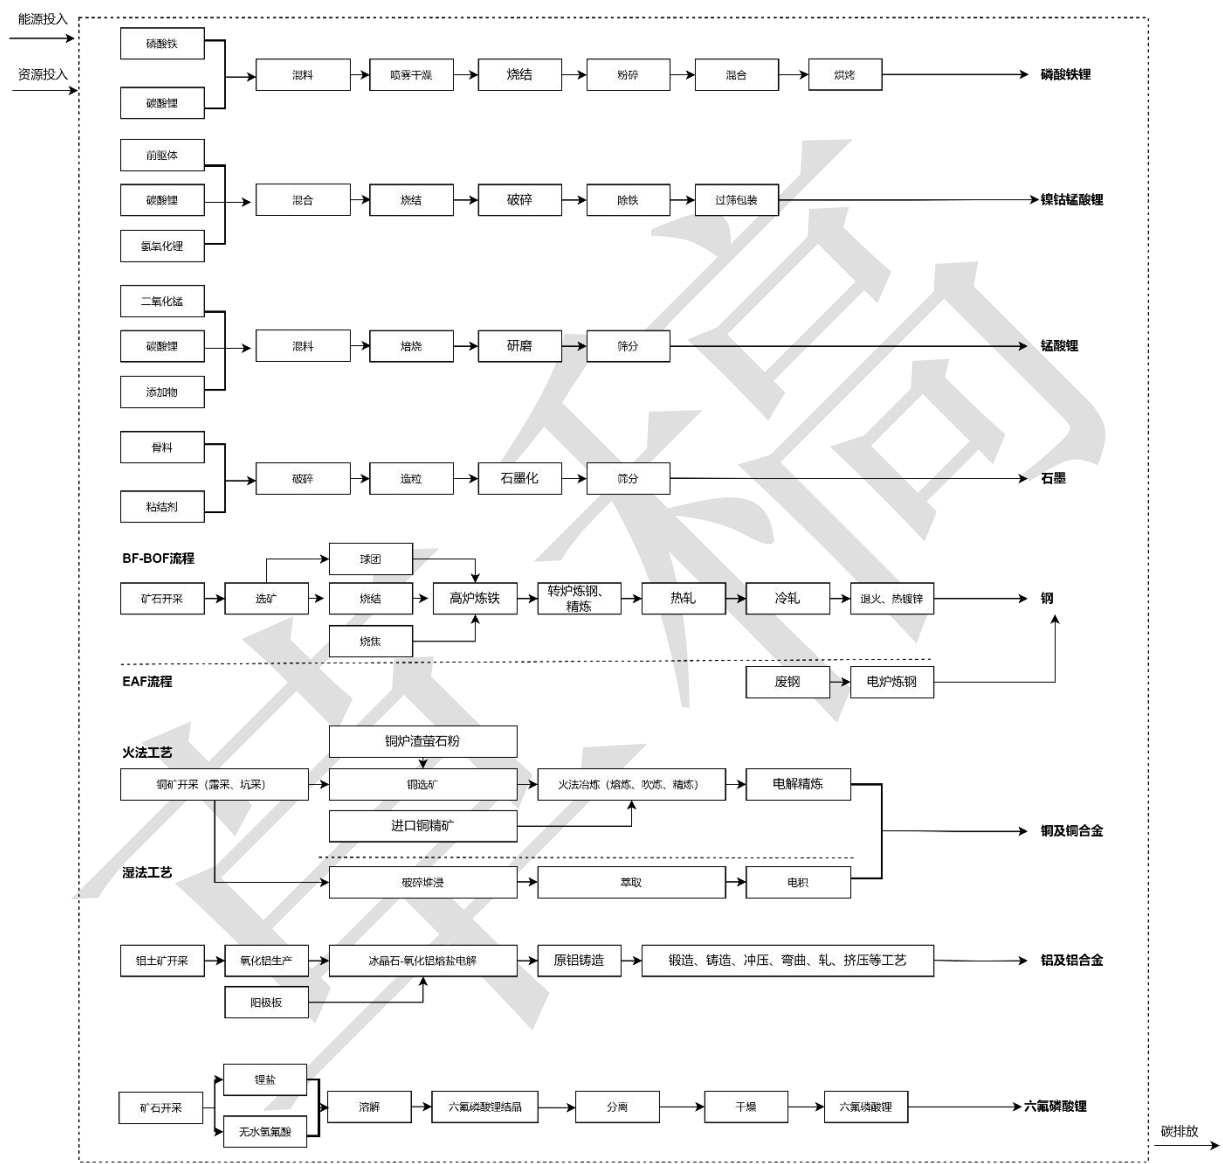 能源投入
资源投入
磷酸铁
碳酸锂
混料
喷雾干燥
烧结
粉碎
混合
烘烤
磷酸铁锂
前驱体
碳酸锂
氢氧化锂
混合
烧结
破碎
除铁
过筛包装
镍钴锰酸锂
二氧化锰
碳酸锂
添加物
混料
焙烧
研磨
筛分
锰酸锂
骨料
粘结剂
破碎
造粒
石墨化
筛分
石墨
BF-BOF流程
矿石开采
选矿
球团
烧结
烧焦
高炉炼铁
转炉炼钢、
精炼
热轧
冷轧
退火、热镀锌
钢
EAF流程
废钢
电炉炼钢
火法工艺
铜炉渣萤石粉
铜矿开采（露采、坑采）
铜选矿
火法冶炼（熔炼、吹炼、精炼）
电解精炼
进口铜精矿
铜及铜合金
湿法工艺
破碎堆浸
萃取
电积
铝土矿开采
氧化铝生产
冰晶石-氧化铝熔盐电解
原铝铸造
锻造、铸造、冲压、弯曲、轧、挤压等工艺
铝及铝合金
阳极板
矿石开采
锂盐
无水氢氟酸
溶解
六氟磷酸锂结晶
分离
干燥
六氟磷酸锂
六氟磷酸锂
碳排放
草稿